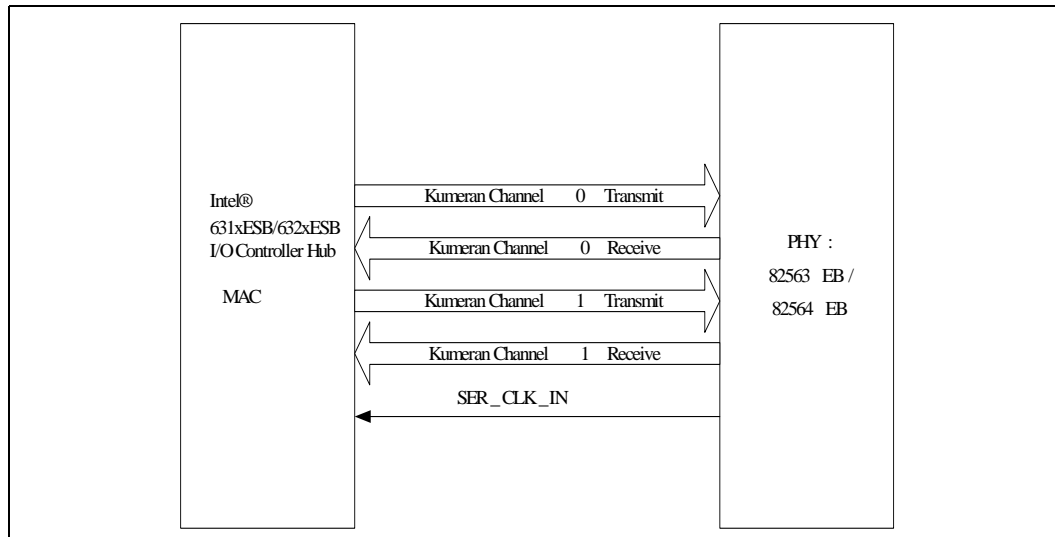 Intel®
631xESB/632xESB
I/O Controller Hub
MAC
Kumeran Channel 0 Transmit
Kumeran Channel 0 Receive
Kumeran Channel 1 Transmit
Kumeran Channel 1 Receive
SER_CLK_IN
PHY :
82563 EB /
82564 EB